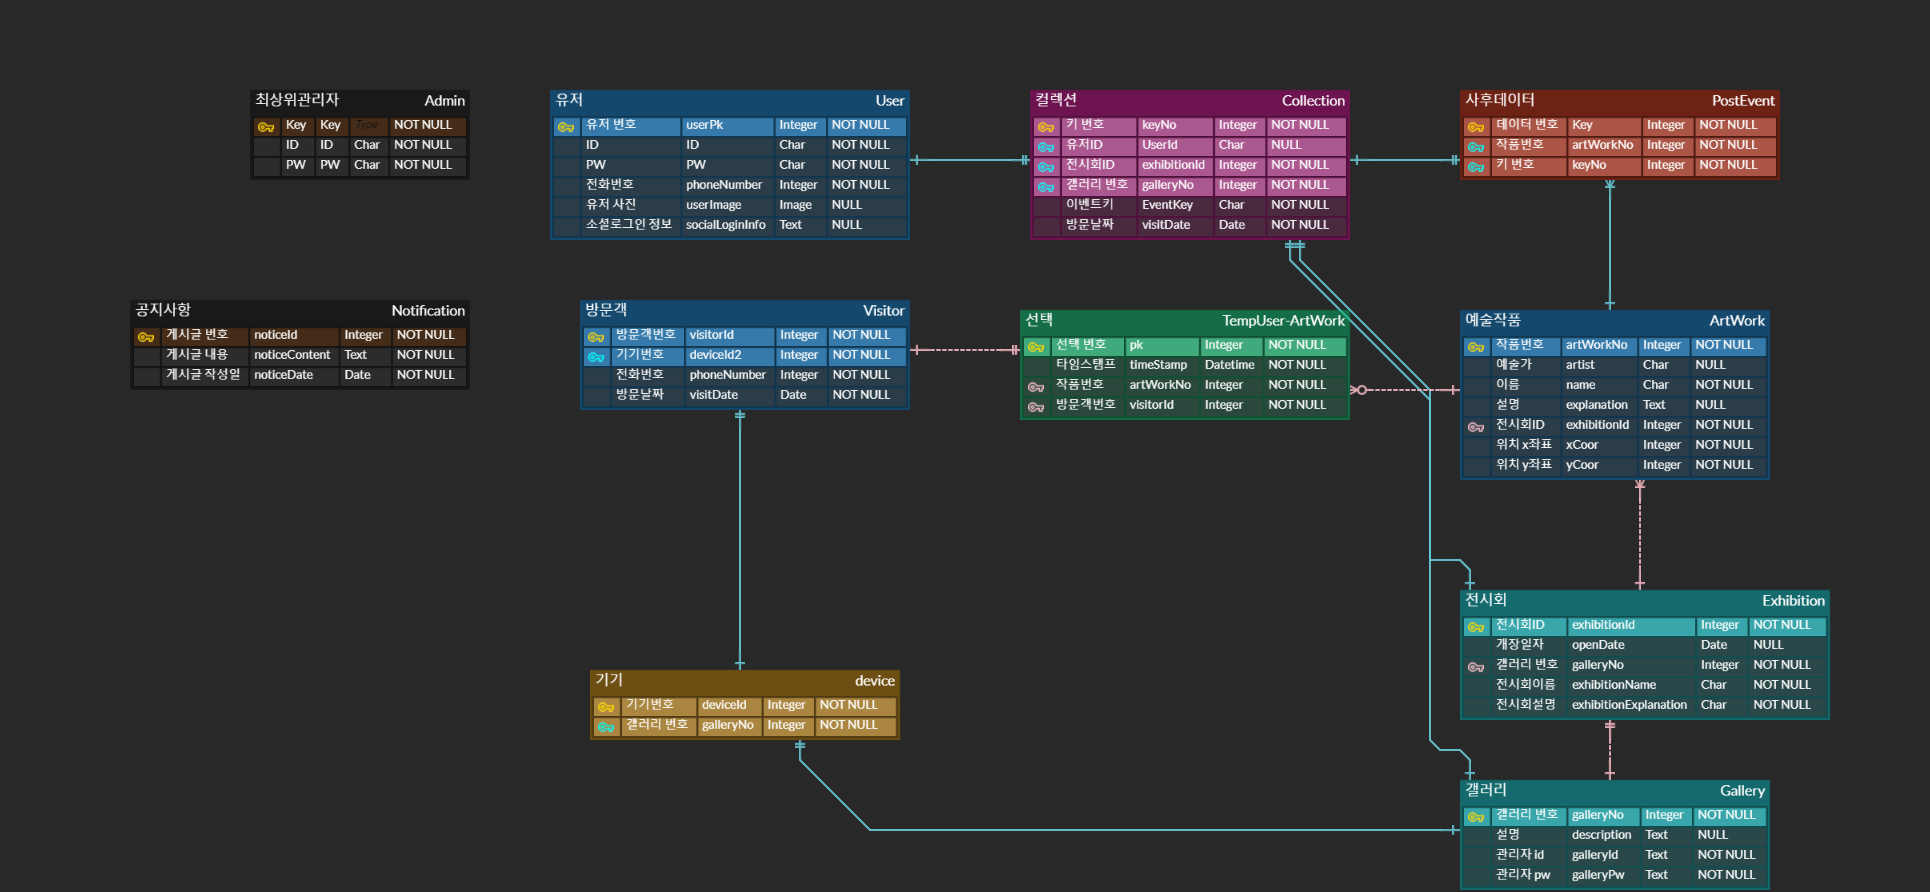 최상위관리자 Admin
Key Key Type NOT NULL
ID ID Char NOT NULL
PW PW Char NOT NULL
유저 User
유저 번호 userPk Integer NOT NULL
ID ID Char NOT NULL
PW PW Char NOT NULL
전화번호 phoneNumber Integer NOT NULL
유저 사진 userImage Image NULL
소셜로그인 정보 socialLoginInfo Text NULL
컬렉션 Collection
키 번호 keyNo Integer NOT NULL
유저ID UserId Char NULL
전시회ID exhibitionId Integer NOT NULL
갤러리 번호 galleryNo Integer NOT NULL
이벤트키 EventKey Char NOT NULL
방문날짜 visitDate Date NOT NULL
사후데이터 PostEvent
데이터 번호 Key Integer NOT NULL
작품번호 artWorkNo Integer NOT NULL
키 번호 keyNo Integer NOT NULL
공지사항 Notification
게시글 번호 noticeId Integer NOT NULL
게시글 내용 noticeContent Text NOT NULL
게시글 작성일 noticeDate Date NOT NULL
방문객 Visitor
방문객번호 visitorId Integer NOT NULL
기기번호 deviceId2 Integer NOT NULL
전화번호 phoneNumber Integer NOT NULL
방문날짜 visitDate Date NOT NULL
선택 TempUser-ArtWork
선택 번호 pk Integer NOT NULL
타임스탬프 timeStamp Datetime NOT NULL
작품번호 artWorkNo Integer NOT NULL
방문객번호 visitorId Integer NOT NULL
예술작품 ArtWork
작품번호 artWorkNo Integer NOT NULL
예술가 artist Char NULL
이름 name Char NOT NULL
설명 explanation Text NULL
전시회ID exhibitionId Integer NOT NULL
위치 x좌표 xCoor Integer NOT NULL
위치 y좌표 yCoor Integer NOT NULL
전시회 Exhibition
전시회ID exhibitionId Integer NOT NULL
개장일자 openDate Date NULL
갤러리 번호 galleryNo Integer NOT NULL
전시회이름 exhibitionName Char NOT NULL
전시회설명 exhibitionExplanation Char NOT NULL
기기 device
기기번호 deviceId Integer NOT NULL
갤러리 번호 galleryNo Integer NOT NULL
갤러리 Gallery
갤러리 번호 galleryNo Integer NOT NULL
설명 description Text NULL
관리자 id galleryId Text NOT NULL
관리자 pw galleryPw Text NOT NULL